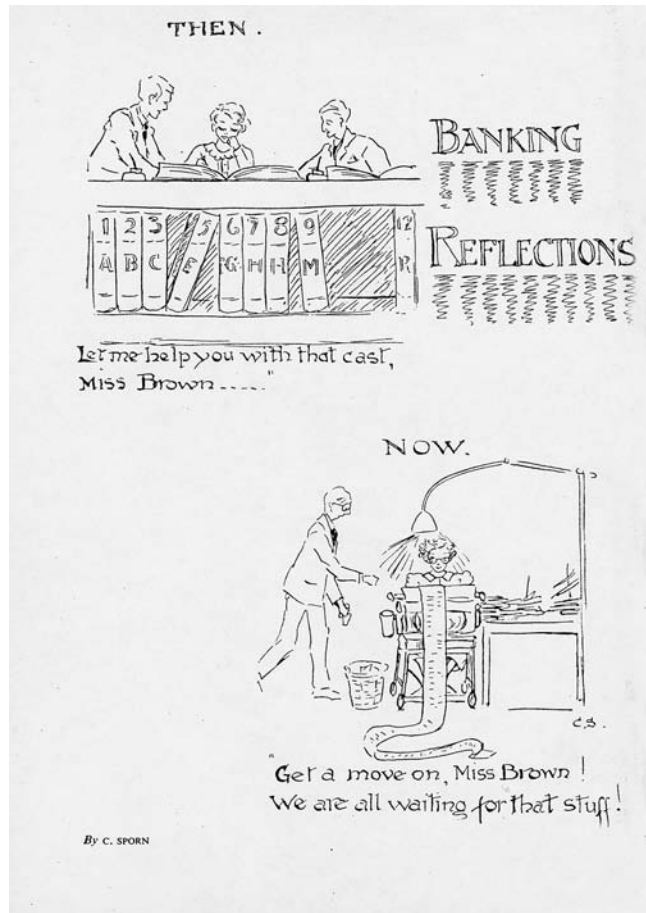 THEN.
BANKING
REFLECTIONS
1 2 3 5 6 7 8 9 12
A B C E G H H M R
Let me help you with that cast,
Miss Brown ....."
NOW.
C.S.
"Get a move on, Miss Brown!
We are all waiting for that stuff!
By C. SPORN